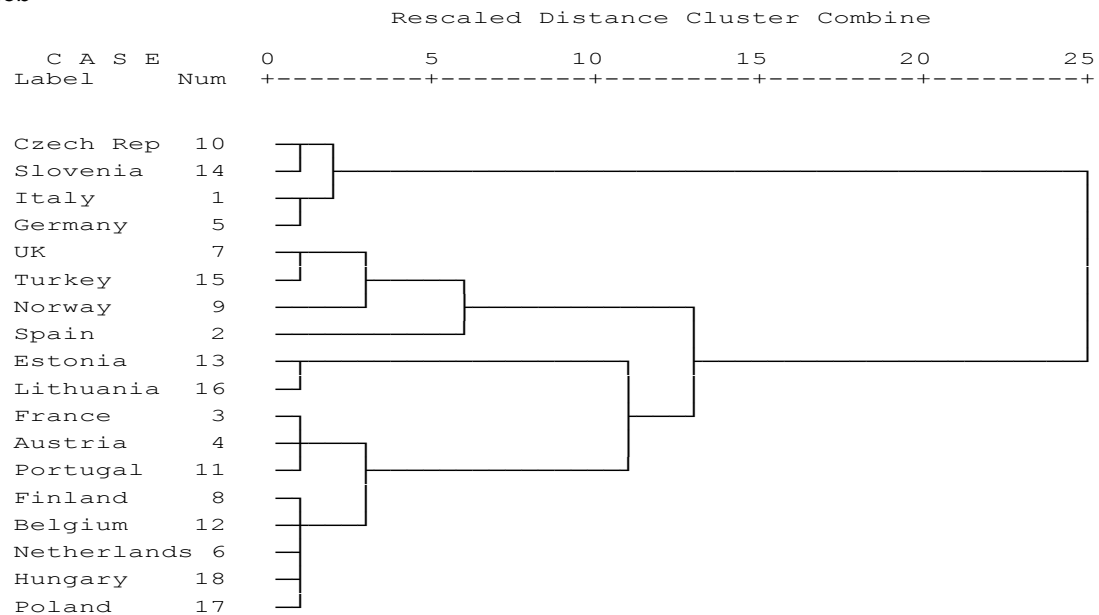 Rescaled Distance Cluster Combine
C A S E 0 5 10 15 20 25
Label Num +---------+---------+---------+---------+---------+
Czech Rep 10
Slovenia 14
Italy 1
Germany 5
UK 7
Turkey 15
Norway 9
Spain 2
Estonia 13
Lithuania 16
France 3
Austria 4
Portugal 11
Finland 8
Belgium 12
Netherlands 6
Hungary 18
Poland 17